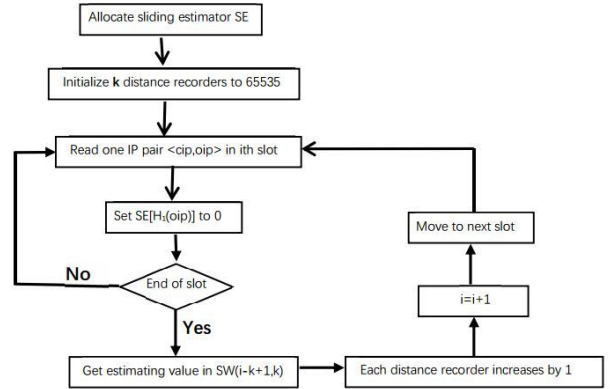 Allocate sliding estimator SE
Initialize k distance recorders to 65535
Read one IP pair <cip,oip> in ith slot
Set SE[H₁(oip)] to 0
Move to next slot
No
End of slot
i=i+1
Yes
Get estimating value in SW(i-k+1,k)
Each distance recorder increases by 1